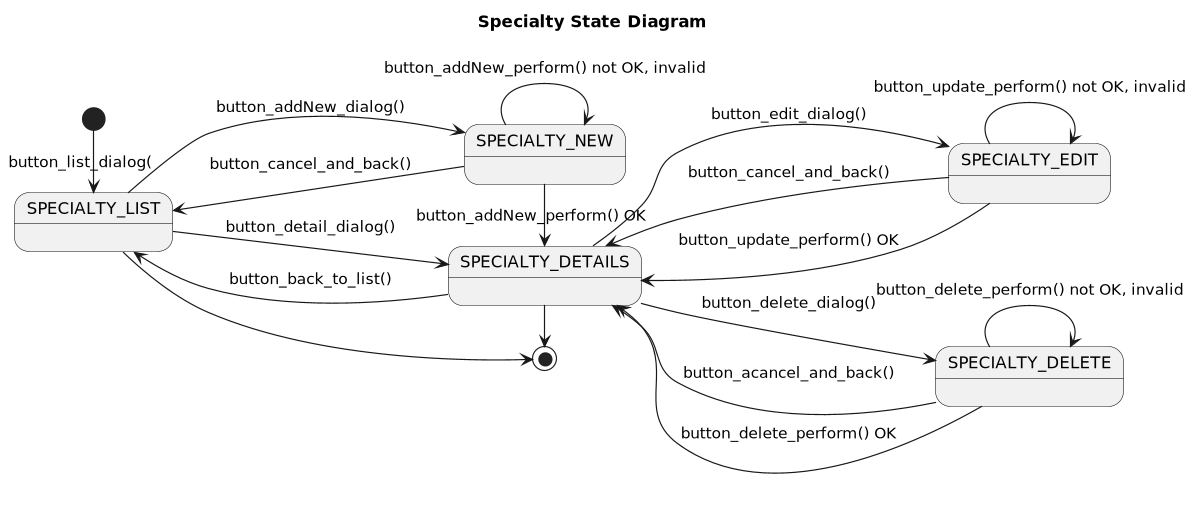 Specialty State Diagram
button_addNew_perform() not OK, invalid
button_update_perform() not OK, invalid
button_addNew_dialog()
button_edit_dialog()
SPECIALTY_NEW
button_list_dialog(
button_cancel_and_back()
SPECIALTY_EDIT
button_cancel_and_back()
SPECIALTY_LIST
button_addNew_perform() OK
button_detail_dialog()
button_update_perform() OK
SPECIALTY_DETAILS
button_back_to_list()
button_delete_perform() not OK, invalid
button_delete_dialog()
SPECIALTY_DELETE
button_acancel_and_back()
button_delete_perform() OK